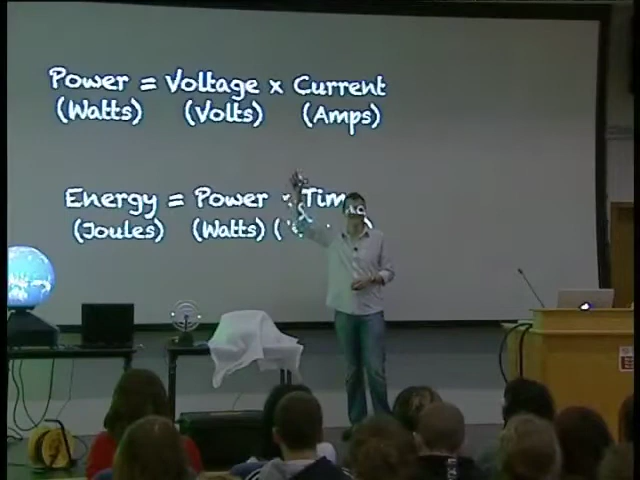 Power = Voltage x Current
(Watts) (Volts) (Amps)
Energy = Power
(Joules) (Watts) (